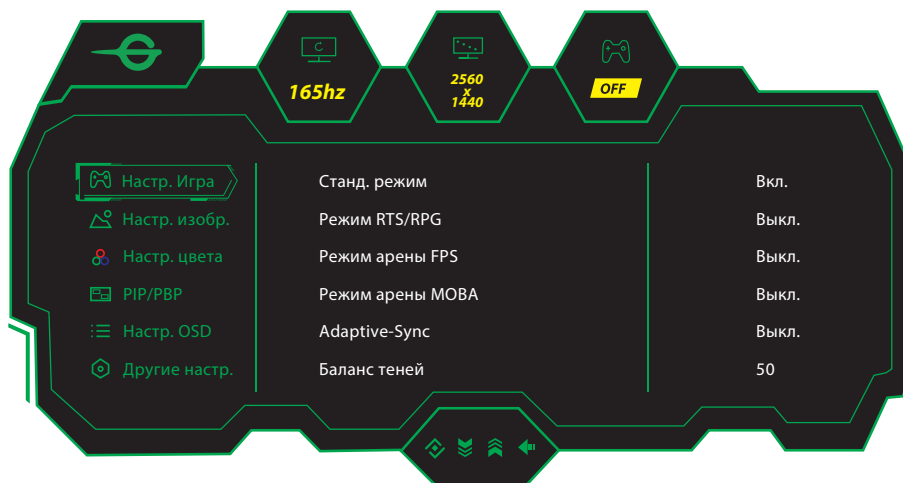 165hz
2560
x
1440
OFF
Настр. Игра Станд. режим Вкл.
Настр. изобр. Режим RTS/RPG Выкл.
Настр. цвета Режим арены FPS Выкл.
PIP/PBP Режим арены MOBA Выкл.
Настр. OSD Adaptive-Sync Выкл.
Другие настр. Баланс теней 50